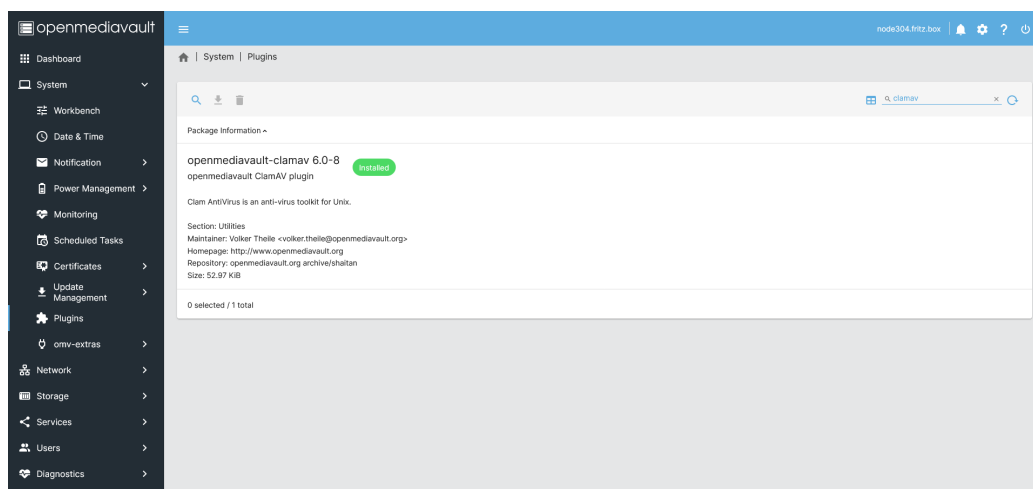 openmediavault
node304.fritz.box
Dashboard
System
Workbench
Date & Time
Notification
Power Management
Monitoring
Scheduled Tasks
Certificates
Update
Management
Plugins
omv-extras
Network
Storage
Services
Users
Diagnostics
| System | Plugins
clamav
Package Information
openmediavault-clamav 6.0-8
Installed
openmediavault ClamAV plugin
Clam AntiVirus is an anti-virus toolkit for Unix.
Section: Utilities
Maintainer: Volker Theile <volker.theile@openmediavault.org>
Homepage: http://www.openmediavault.org
Repository: openmediavault.org archive/shaitan
Size: 52.97 KiB
0 selected / 1 total